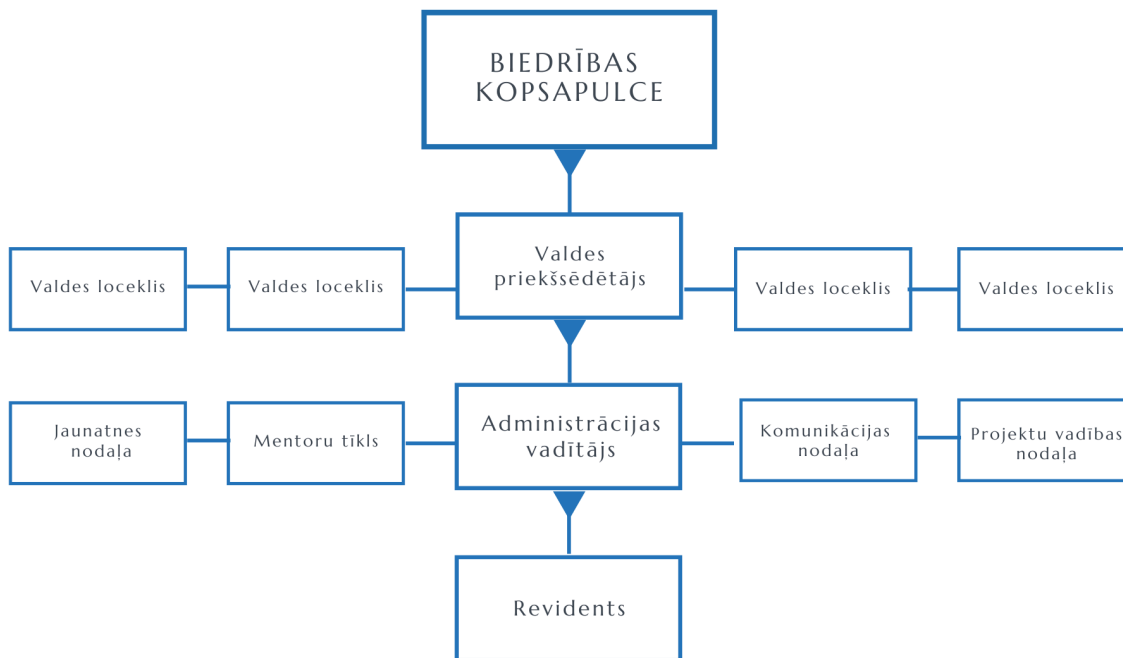 BIEDRĪBAS
KOPSAPULCE
Valdes
priekšsēdētājs
Valdes loceklis
Valdes loceklis
Valdes loceklis
Valdes loceklis
Jaunatnes
nodaļa
Mentoru tīkls
Administrācijas
vadītājs
Komunikācijas
nodaļa
Projektu vadības
nodaļa
Revidents